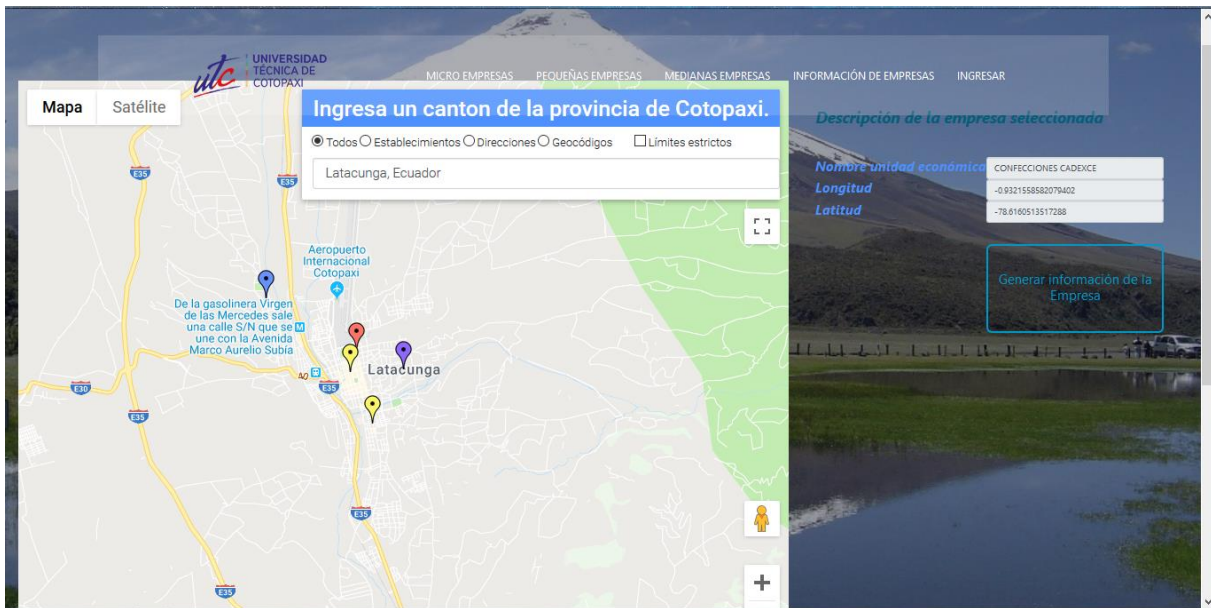 UNIVERSIDAD
TÉCNICA DE
COTOPAXI
utc
MICRO EMPRESAS
PEQUEÑAS EMPRESAS
MEDIANAS EMPRESAS
INFORMACIÓN DE EMPRESAS
INGRESAR
Mapa
Satélite
Ingresa un canton de la provincia de Cotopaxi.
Todos Establecimientos Direcciones Geocódigos Límites estrictos
Latacunga, Ecuador
Descripción de la empresa seleccionada
Nombre unidad económica CONFECCIONES CADEXCE
Longitud -0.9321558582079402
Latitud -78.6160513517288
Generar información de la
Empresa
E35
E35
Aeropuerto
Internacional
Cotopaxi
De la gasolinera Virgen
de las Mercedes sale
una calle S/N que se
une con la Avenida
Marco Aurelio Subía
M
Latacunga
E30
E35
E35
E35
E35